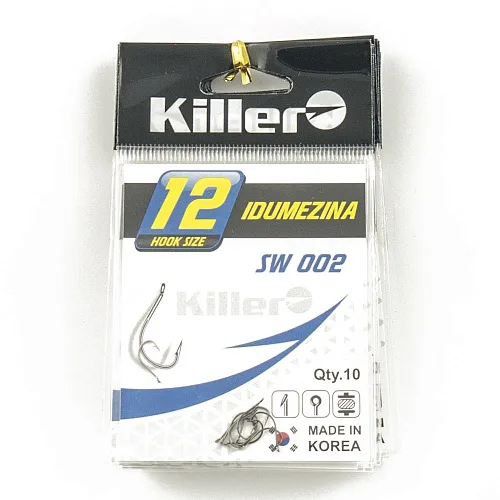 Killer
12
HOOK SIZE
IDUMEZINA
SW 002
Killer
Qty.10
MADE IN
KOREA